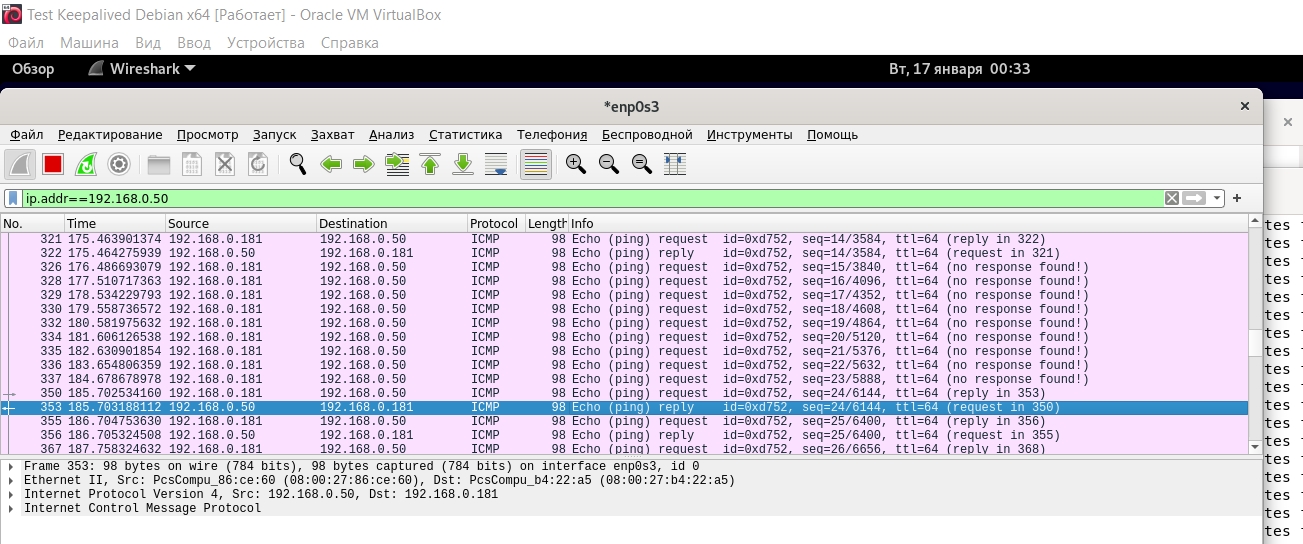 Test Keepalived Debian x64 [Работает] - Oracle VM VirtualBox
Файл Машина Вид Ввод Устройства Справка
Обзор Wireshark Вт, 17 января 00:33
*enp0s3
Файл Редактирование Просмотр Запуск Захват Анализ Статистика Телефония Беспроводной Инструменты Помощь
ip.addr==192.168.0.50
No. Time Source Destination Protocol Length Info
321 175.463901374 192.168.0.181 192.168.0.50 ICMP 98 Echo (ping) request id=0xd752, seq=14/3584, ttl=64 (reply in 322)
322 175.464275939 192.168.0.50 192.168.0.181 ICMP 98 Echo (ping) reply id=0xd752, seq=14/3584, ttl=64 (request in 321)
326 176.486693079 192.168.0.181 192.168.0.50 ICMP 98 Echo (ping) request id=0xd752, seq=15/3840, ttl=64 (no response found!)
328 177.510717363 192.168.0.181 192.168.0.50 ICMP 98 Echo (ping) request id=0xd752, seq=16/4096, ttl=64 (no response found!)
329 178.534229793 192.168.0.181 192.168.0.50 ICMP 98 Echo (ping) request id=0xd752, seq=17/4352, ttl=64 (no response found!)
330 179.558736572 192.168.0.181 192.168.0.50 ICMP 98 Echo (ping) request id=0xd752, seq=18/4608, ttl=64 (no response found!)
332 180.581975632 192.168.0.181 192.168.0.50 ICMP 98 Echo (ping) request id=0xd752, seq=19/4864, ttl=64 (no response found!)
334 181.606126538 192.168.0.181 192.168.0.50 ICMP 98 Echo (ping) request id=0xd752, seq=20/5120, ttl=64 (no response found!)
335 182.630901854 192.168.0.181 192.168.0.50 ICMP 98 Echo (ping) request id=0xd752, seq=21/5376, ttl=64 (no response found!)
336 183.654806359 192.168.0.181 192.168.0.50 ICMP 98 Echo (ping) request id=0xd752, seq=22/5632, ttl=64 (no response found!)
337 184.678678978 192.168.0.181 192.168.0.50 ICMP 98 Echo (ping) request id=0xd752, seq=23/5888, ttl=64 (no response found!)
350 185.702534160 192.168.0.181 192.168.0.50 ICMP 98 Echo (ping) request id=0xd752, seq=24/6144, ttl=64 (reply in 353)
353 185.703188112 192.168.0.50 192.168.0.181 ICMP 98 Echo (ping) reply id=0xd752, seq=24/6144, ttl=64 (request in 350)
355 186.704753630 192.168.0.181 192.168.0.50 ICMP 98 Echo (ping) request id=0xd752, seq=25/6400, ttl=64 (reply in 356)
356 186.705324508 192.168.0.50 192.168.0.181 ICMP 98 Echo (ping) reply id=0xd752, seq=25/6400, ttl=64 (request in 355)
367 187.758324632 192.168.0.181 192.168.0.50 ICMP 98 Echo (ping) request id=0xd752, seq=26/6656, ttl=64 (reply in 368)
Frame 353: 98 bytes on wire (784 bits), 98 bytes captured (784 bits) on interface enp0s3, id 0
Ethernet II, Src: PcsCompu_86:ce:60 (08:00:27:86:ce:60), Dst: PcsCompu_b4:22:a5 (08:00:27:b4:22:a5)
Internet Protocol Version 4, Src: 192.168.0.50, Dst: 192.168.0.181
Internet Control Message Protocol